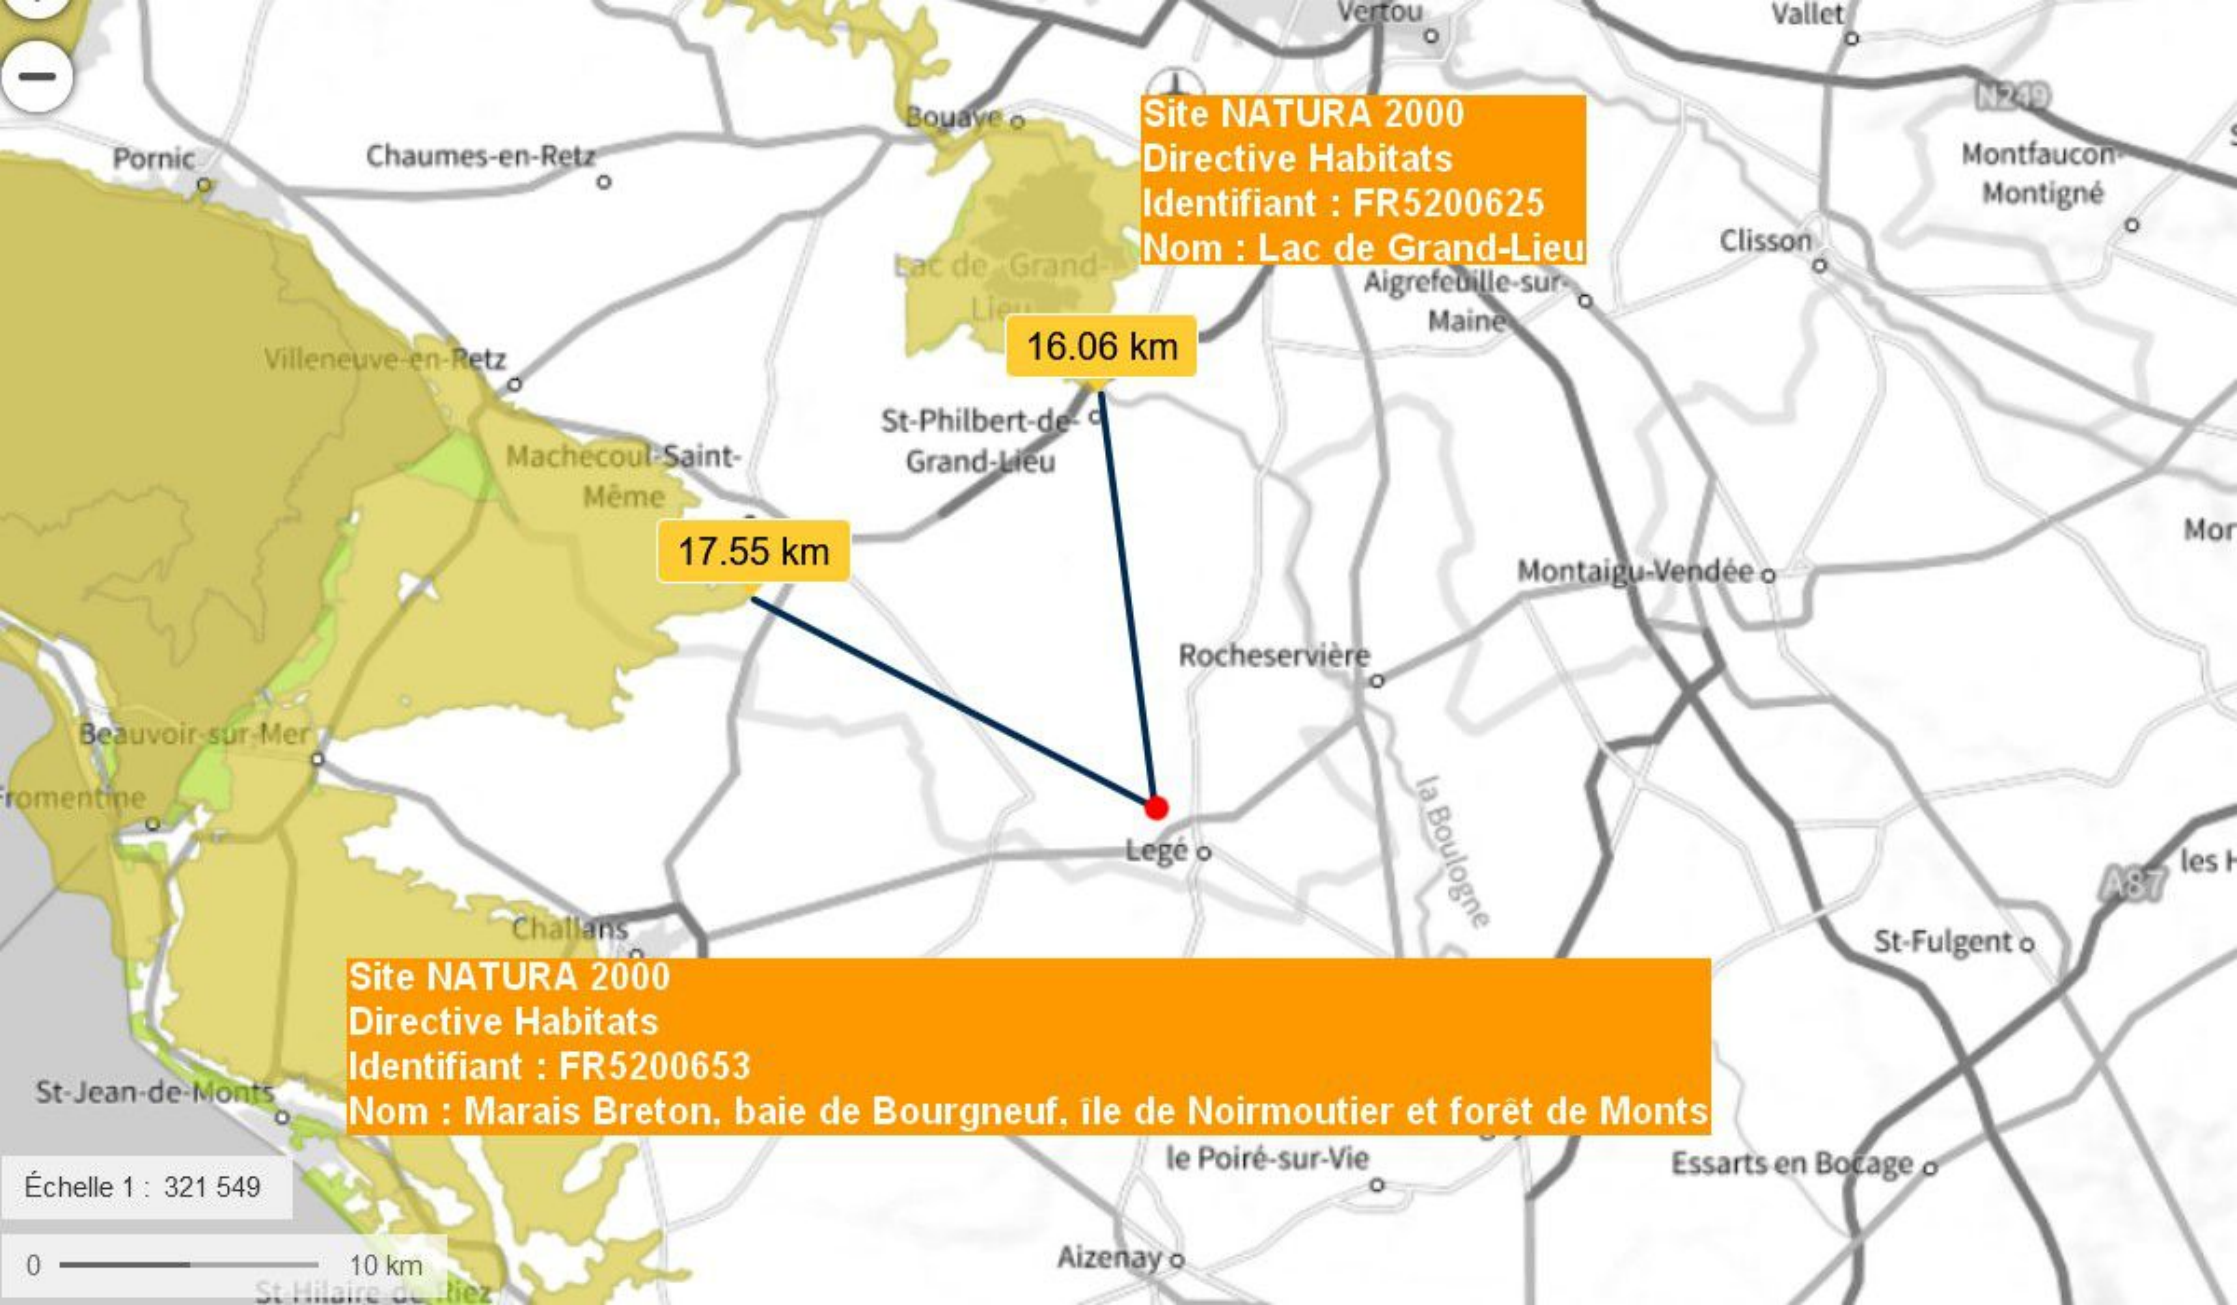 Vertou
Vallet
N249
Bouaye
Pornic
Chaumes-en-Retz
Site NATURA 2000
Directive Habitats
Identifiant : FR5200625
Nom : Lac de Grand-Lieu
Montfaucon-
Montigné
Clisson
Lac de Grand-
Lieu
Aigrefeuille-sur-
Maine
16.06 km
Villeneuve-en-Retz
St-Philbert-de-
Grand-Lieu
Machecoul-Saint-
Même
17.55 km
Mor
Montaigu-Vendée
Rocheservière
Beauvoir-sur-Mer
Fromentine
la Boulogne
Legé
A87
les H
Challans
St-Fulgent
Site NATURA 2000
Directive Habitats
Identifiant : FR5200653
Nom : Marais Breton, baie de Bourgneuf, île de Noirmoutier et forêt de Monts
St-Jean-de-Monts
le Poiré-sur-Vie
Essarts en Bocage
Échelle 1 : 321 549
0 10 km
Aizenay
St-Hilaire-de-Riez